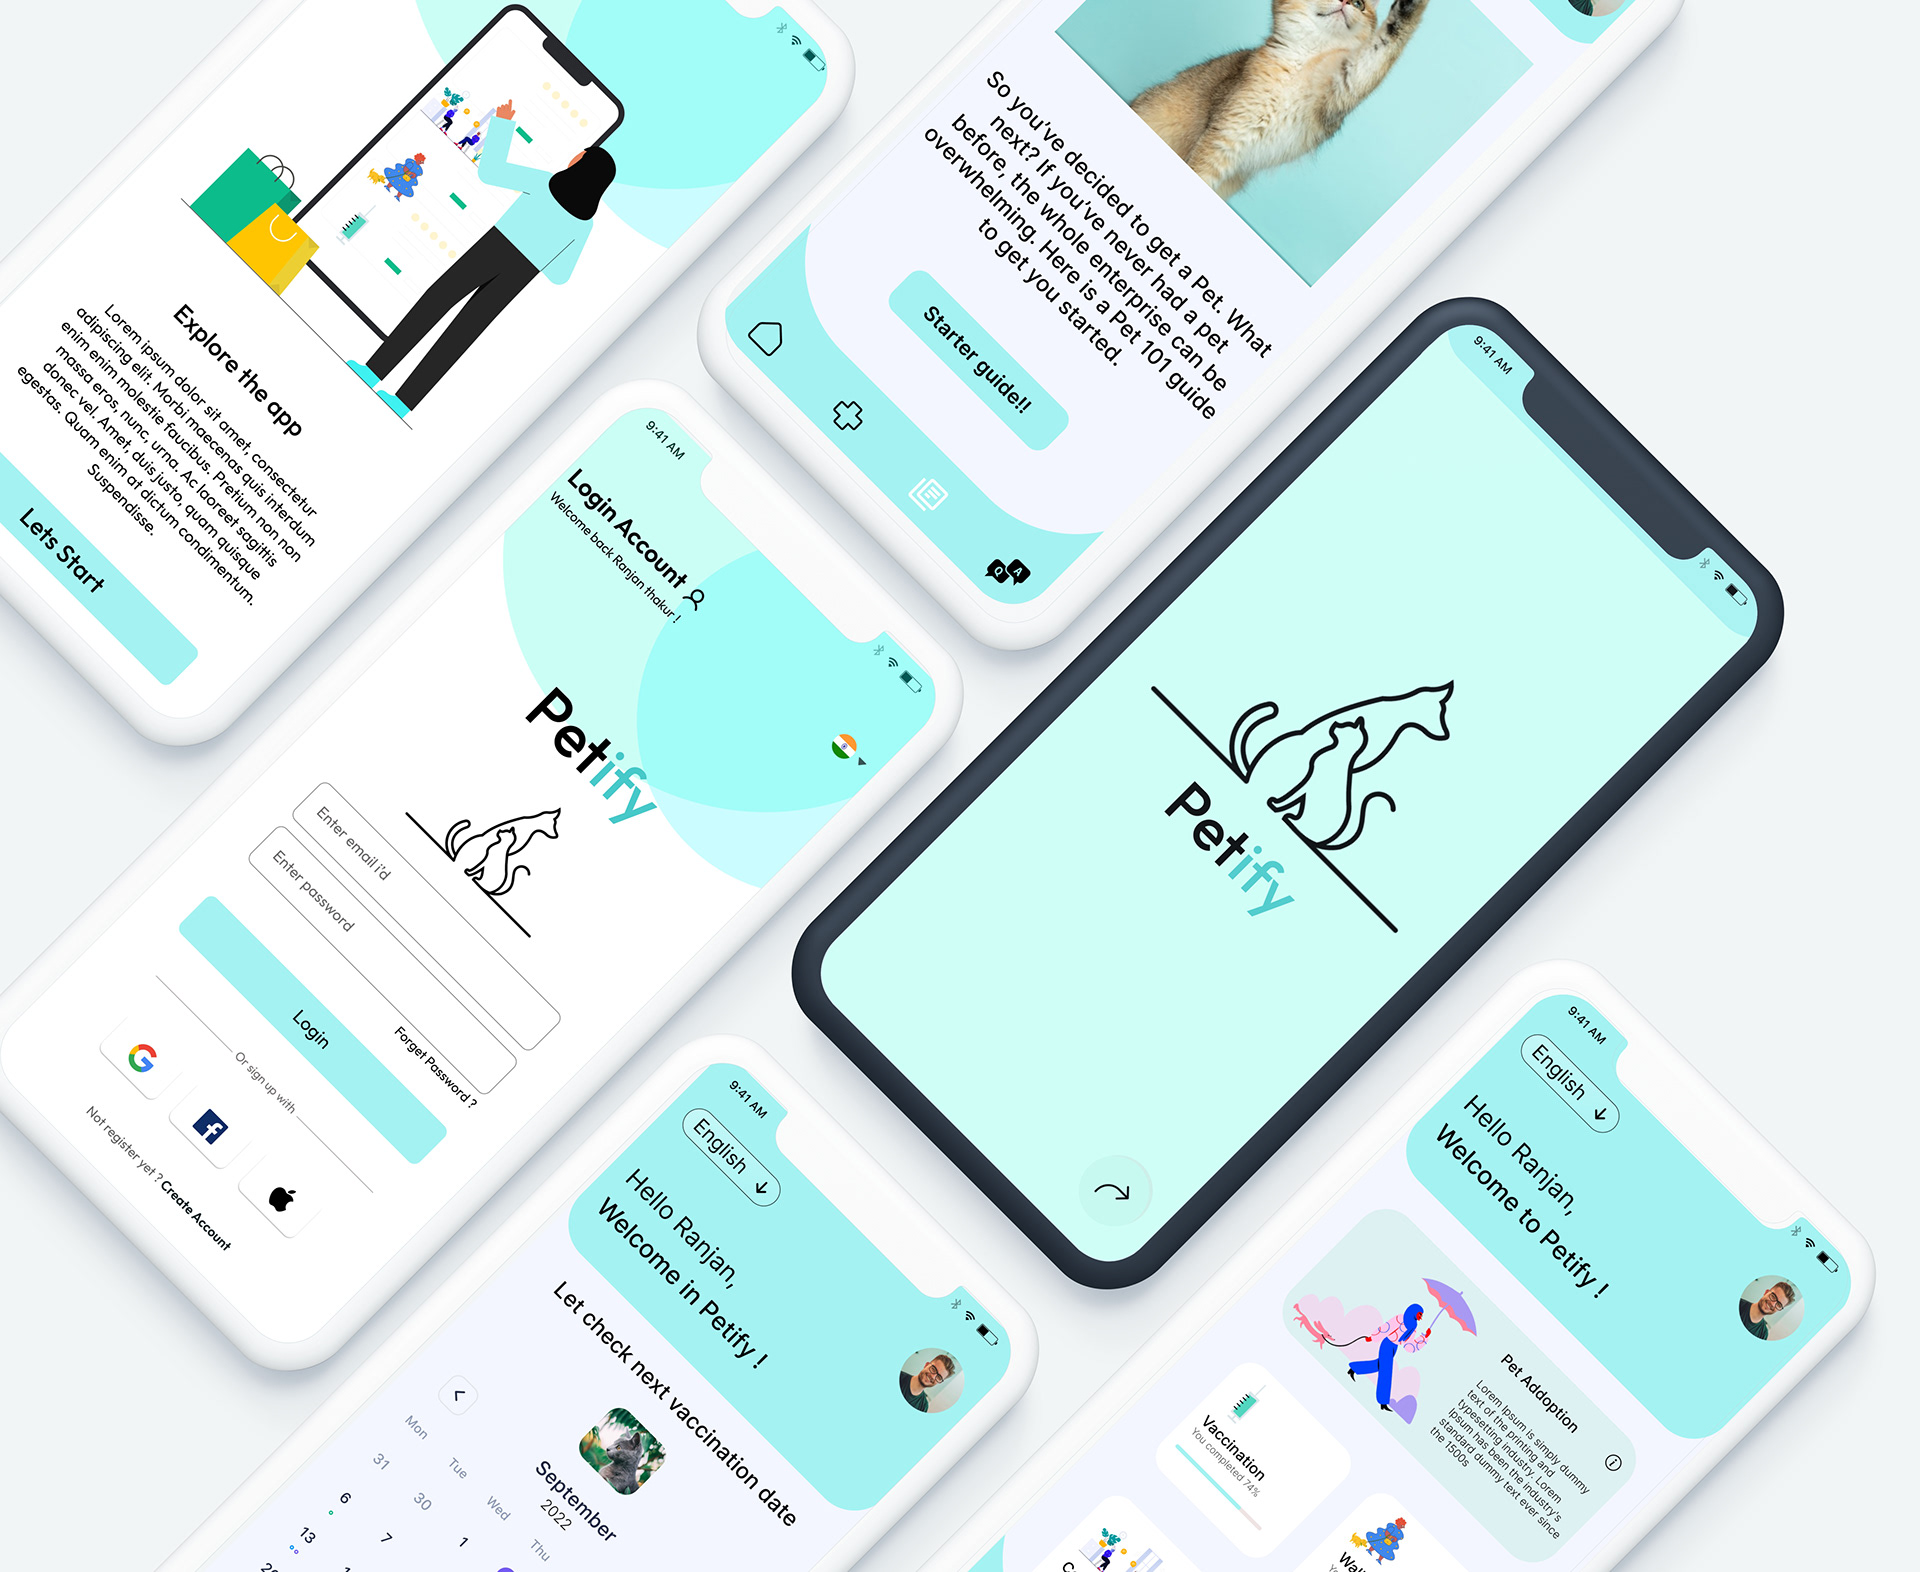 Explore the app
Lorem ipsum dolor sit amet, consectetur
adipiscing elit. Morbi maecenas quis interdum
enim enim molestie faucibus. Pretium non non
massa eros, nunc, urna. Ac laoreet sagittis
donec vel. Amet, duis justo, quam quisque
egestas. Quam enim at dictum condimentum.
Suspendisse.
Lets Start
So you've decided to get a Pet. What
next? If you've never had a pet
before, the whole enterprise can be
overwhelming. Here is a Pet 101 guide
to get you started.
Starter guide!!
Q A
9:41 AM
Login Account
Welcome back Ranjan thakur !
Petify
Enter email i'd
Enter password
Forget Password ?
Login
Or sign up with
Not register yet ? Create Account
9:41 AM
Petify
9:41 AM
English
Hello Ranjan,
Welcome in Petify !
Let check next vaccination date
September
2022
Mon Tue Wed Thu
31 30 1
6 7
13
9:41 AM
English
Hello Ranjan,
Welcome to Petify !
Pet Addoption
Lorem Ipsum is simply dummy
text of the printing and
typesetting industry. Lorem
Ipsum has been the industry's
standard dummy text ever since
the 1500s
Vaccination
You completed 74%